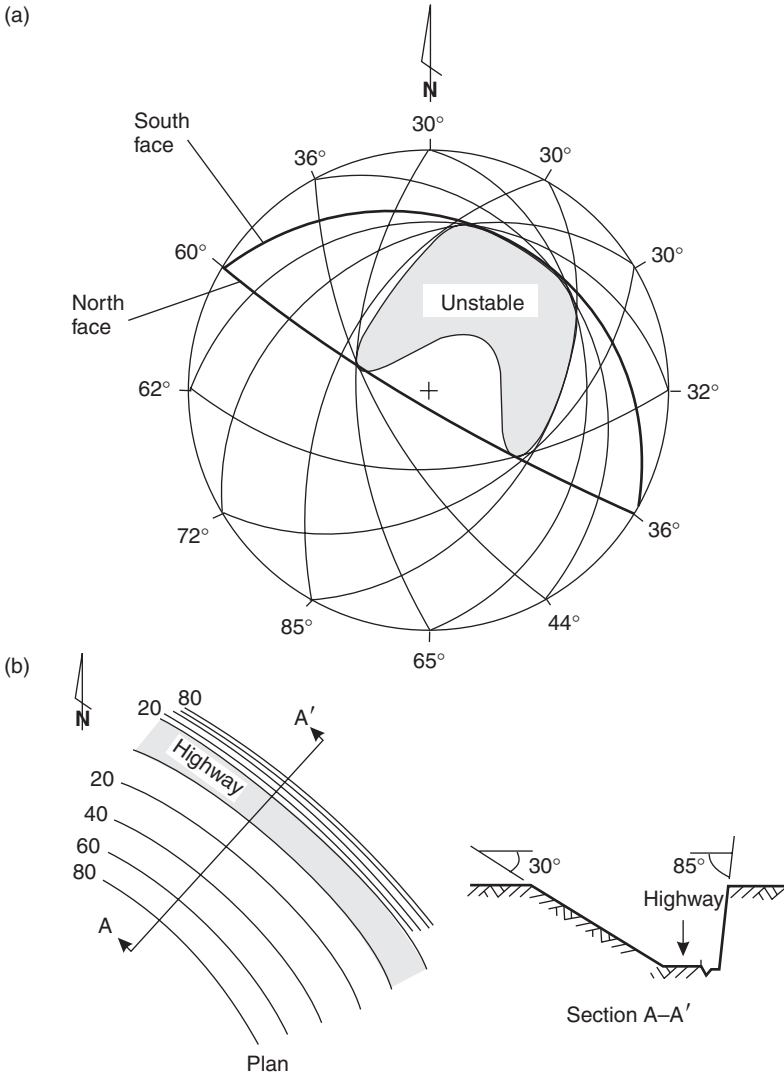 (a)
N
30°
36°
30°
South
face
60°
30°
North
face
Unstable
62°
32°
72°
36°
85°
44°
65°
(b)
N
20 80
A′
Highway
20
40
60
80
A
Plan
30°
85°
Highway
Section A–A′